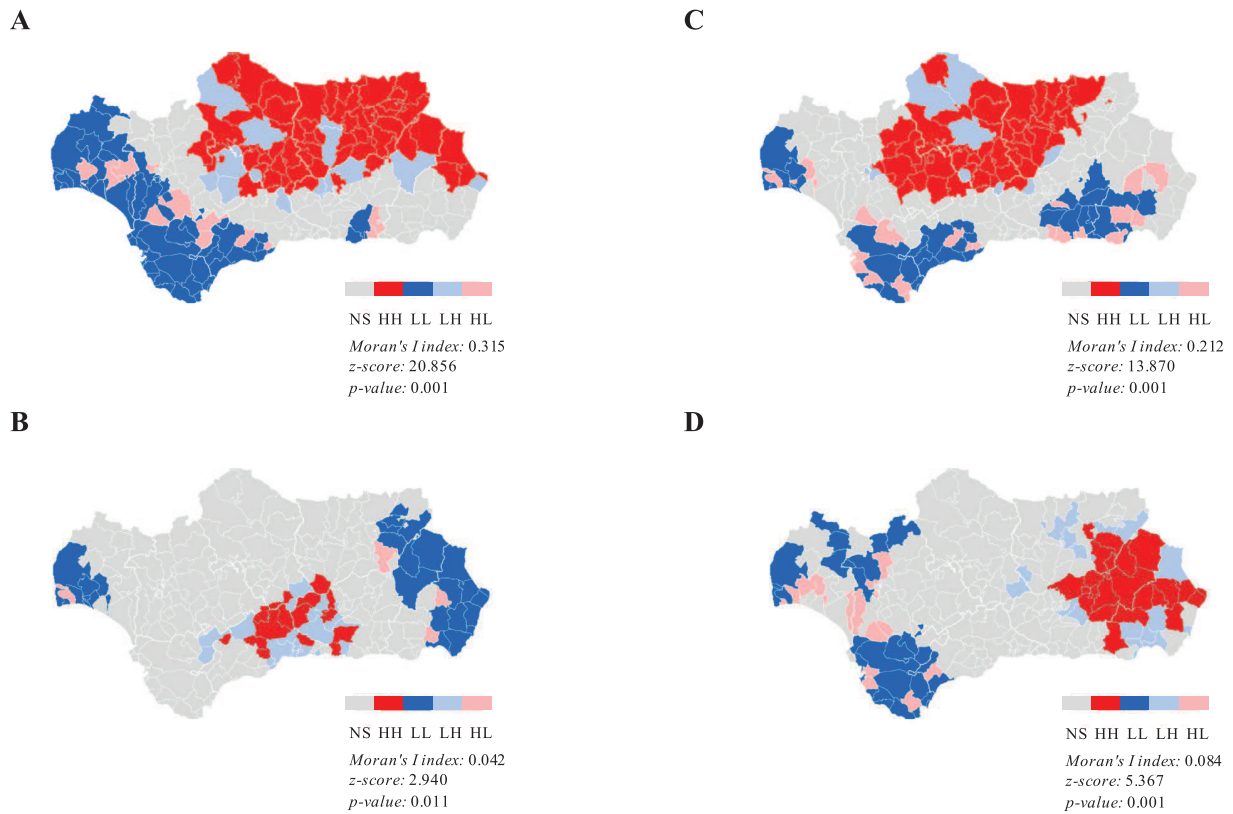 A
NS HH LL LH HL
Moran's I index: 0.315
z-score: 20.856
p-value: 0.001
C
NS HH LL LH HL
Moran's I index: 0.212
z-score: 13.870
p-value: 0.001
B
NS HH LL LH HL
Moran's I index: 0.042
z-score: 2.940
p-value: 0.011
D
NS HH LL LH HL
Moran's I index: 0.084
z-score: 5.367
p-value: 0.001